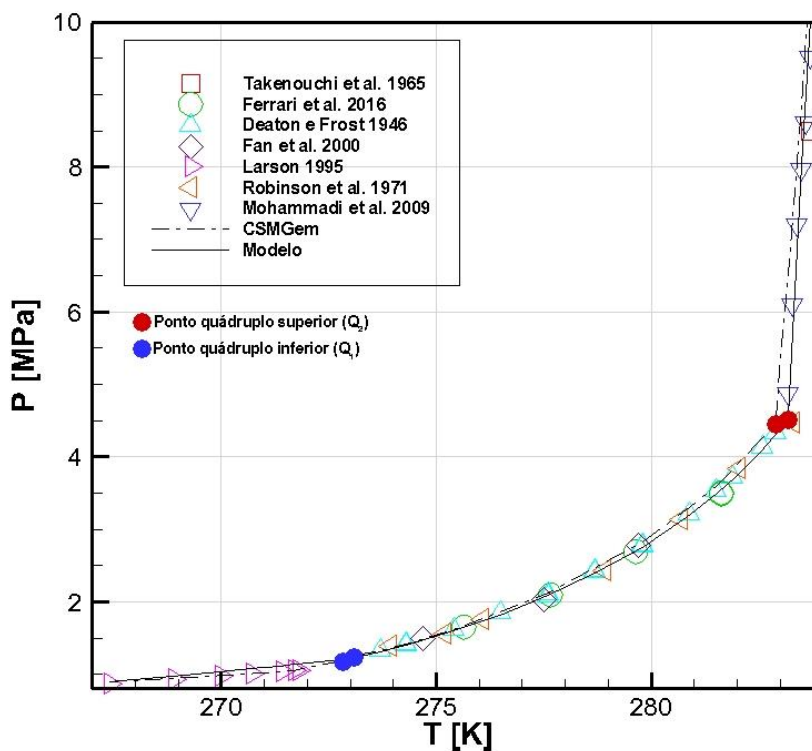 10
8
6
4
2
P [MPa]
Takenouchi et al. 1965
Ferrari et al. 2016
Deaton e Frost 1946
Fan et al. 2000
Larson 1995
Robinson et al. 1971
Mohammadi et al. 2009
CSMGem
Modelo
Ponto quádruplo superior (Q₂)
Ponto quádruplo inferior (Q₁)
270
275
280
T [K]